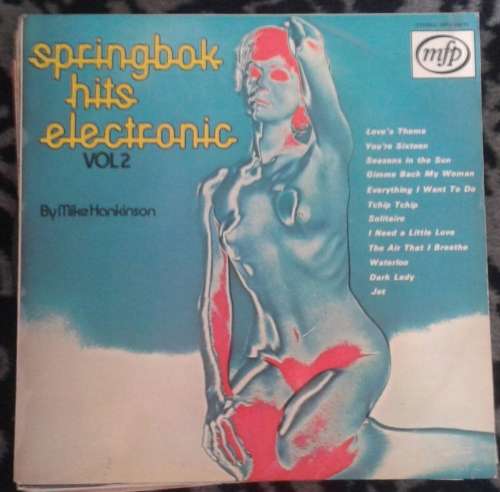 springbok
hits
electronic
VOL 2
By Mike Hankinson
mfp
Love's Theme
You're Sixteen
Seasons in the Sun
Gimme Back My Woman
Everything I Want To Do
Tchip Tchip
Solitaire
I Need a Little Love
The Air That I Breathe
Waterloo
Dark Lady
Jet